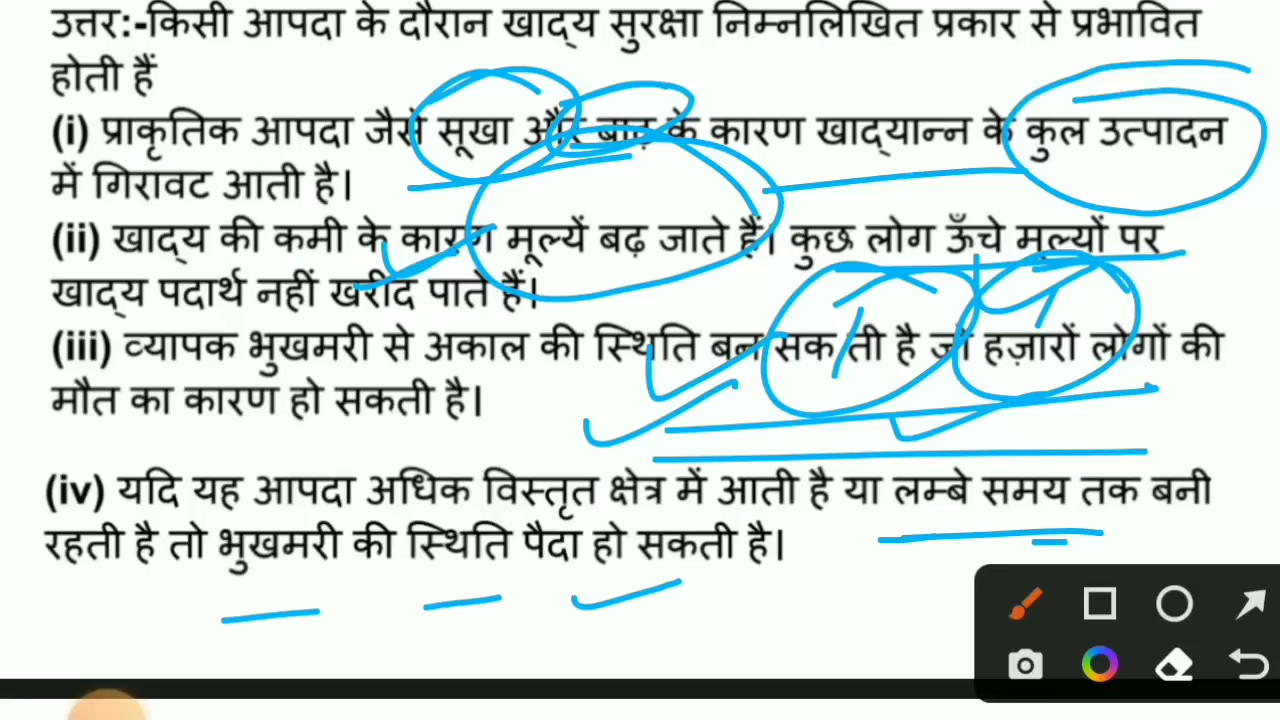 उत्तर:-किसी आपदा के दौरान खाद्य सुरक्षा निम्नलिखित प्रकार से प्रभावित
होती हैं
(i) प्राकृतिक आपदा जैसे सूखा और बाढ़ के कारण खाद्यान्न के कुल उत्पादन
में गिरावट आती है।
(ii) खाद्य की कमी के कारण मूल्यें बढ़ जाते हैं। कुछ लोग ऊँचे मूल्यों पर
खाद्य पदार्थ नहीं खरीद पाते हैं।
(iii) व्यापक भुखमरी से अकाल की स्थिति बन सकती है जो हज़ारों लोगों की
मौत का कारण हो सकती है।
(iv) यदि यह आपदा अधिक विस्तृत क्षेत्र में आती है या लम्बे समय तक बनी
रहती है तो भुखमरी की स्थिति पैदा हो सकती है।